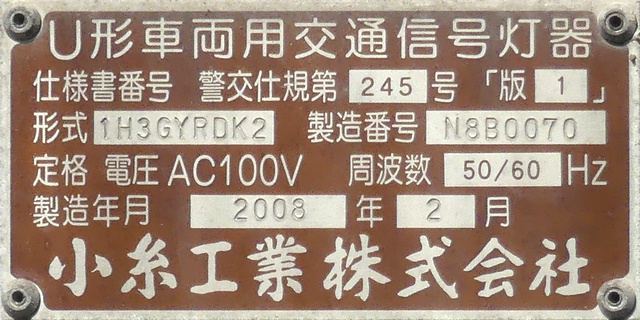 U形車両用交通信号灯器
仕様書番号 警交仕規第 245 号 「版 1 」
形式 1H3GYRDK2 製造番号 N8B0070
定格 電圧 AC100V 周波数 50/60 Hz
製造年月 2008 年 2 月
小糸工業株式会社